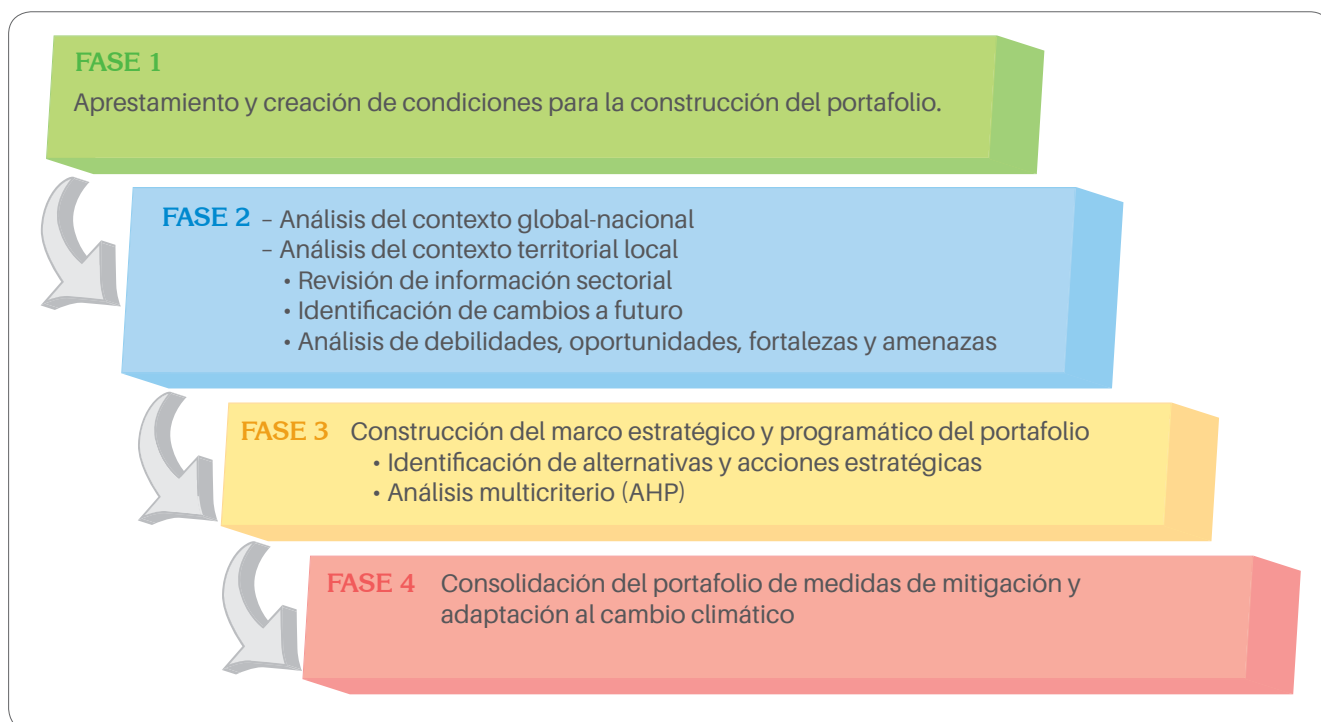 FASE 1
Aprestamiento y creación de condiciones para la construcción del portafolio.
FASE 2 – Análisis del contexto global-nacional
– Análisis del contexto territorial local
• Revisión de información sectorial
• Identificación de cambios a futuro
• Análisis de debilidades, oportunidades, fortalezas y amenazas
FASE 3 Construcción del marco estratégico y programático del portafolio
• Identificación de alternativas y acciones estratégicas
• Análisis multicriterio (AHP)
FASE 4 Consolidación del portafolio de medidas de mitigación y
adaptación al cambio climático